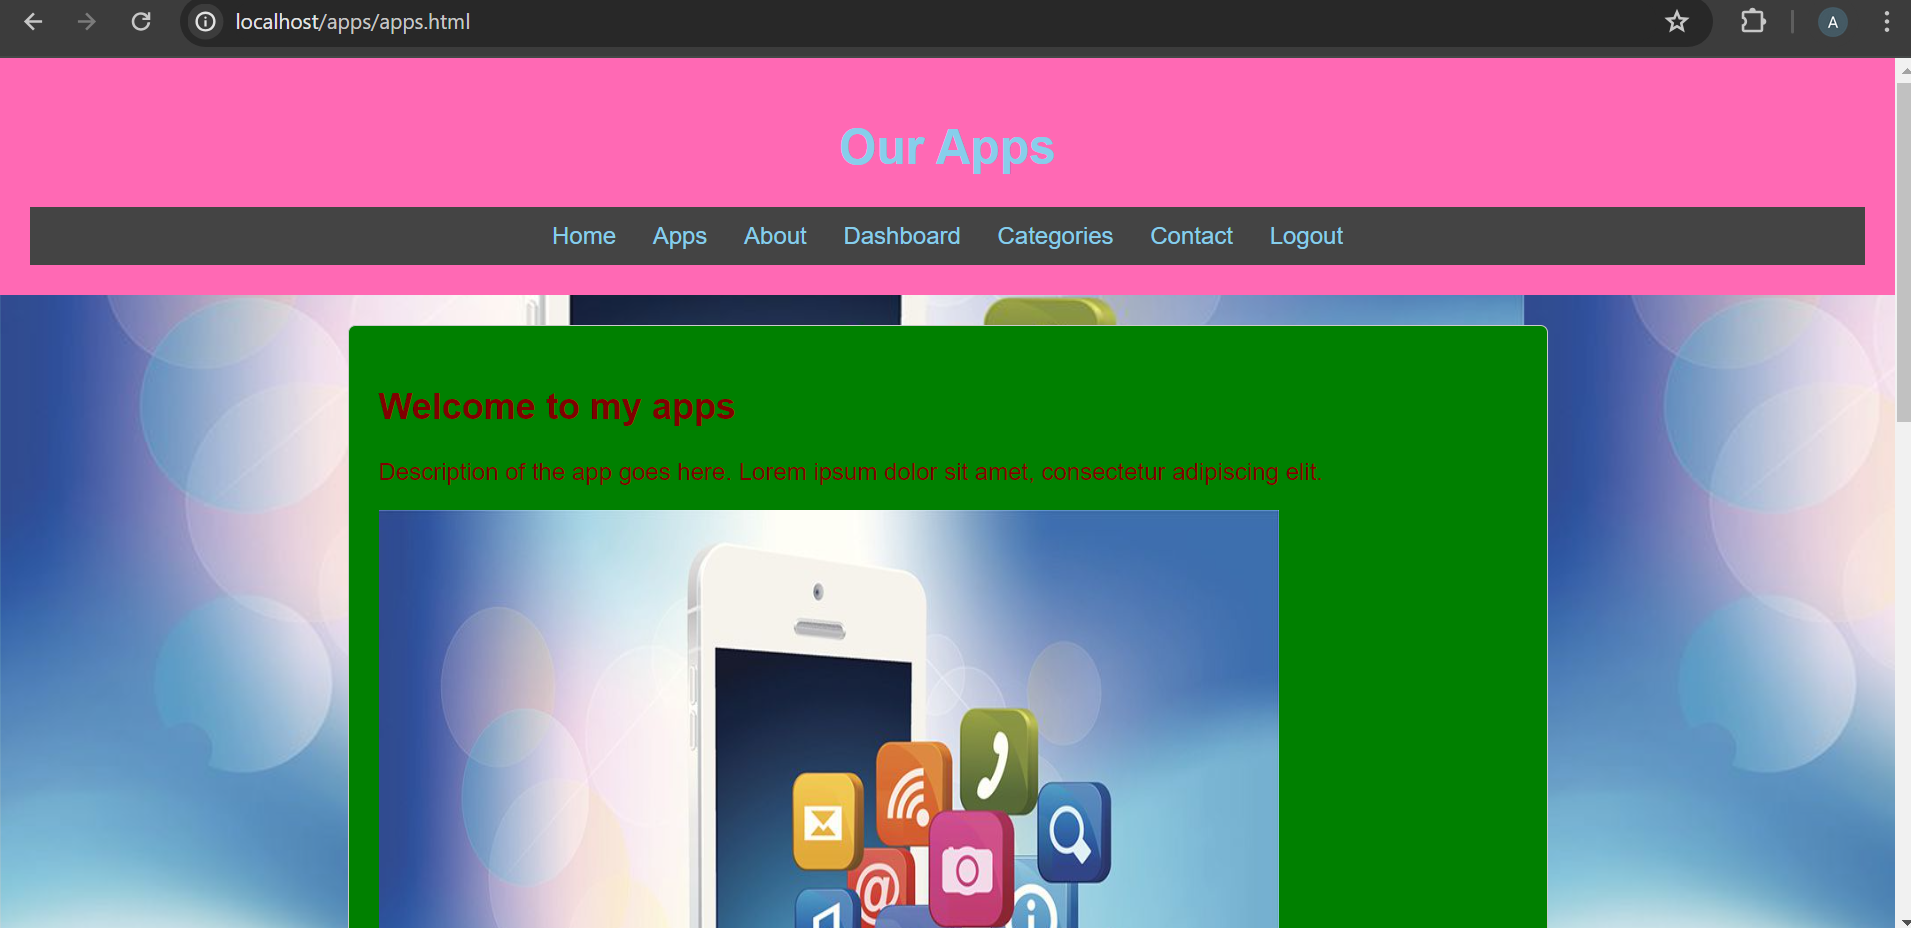 localhost/apps/apps.html
A
Our Apps
Home Apps About Dashboard Categories Contact Logout
Welcome to my apps
Description of the app goes here. Lorem ipsum dolor sit amet, consectetur adipiscing elit.
@
i